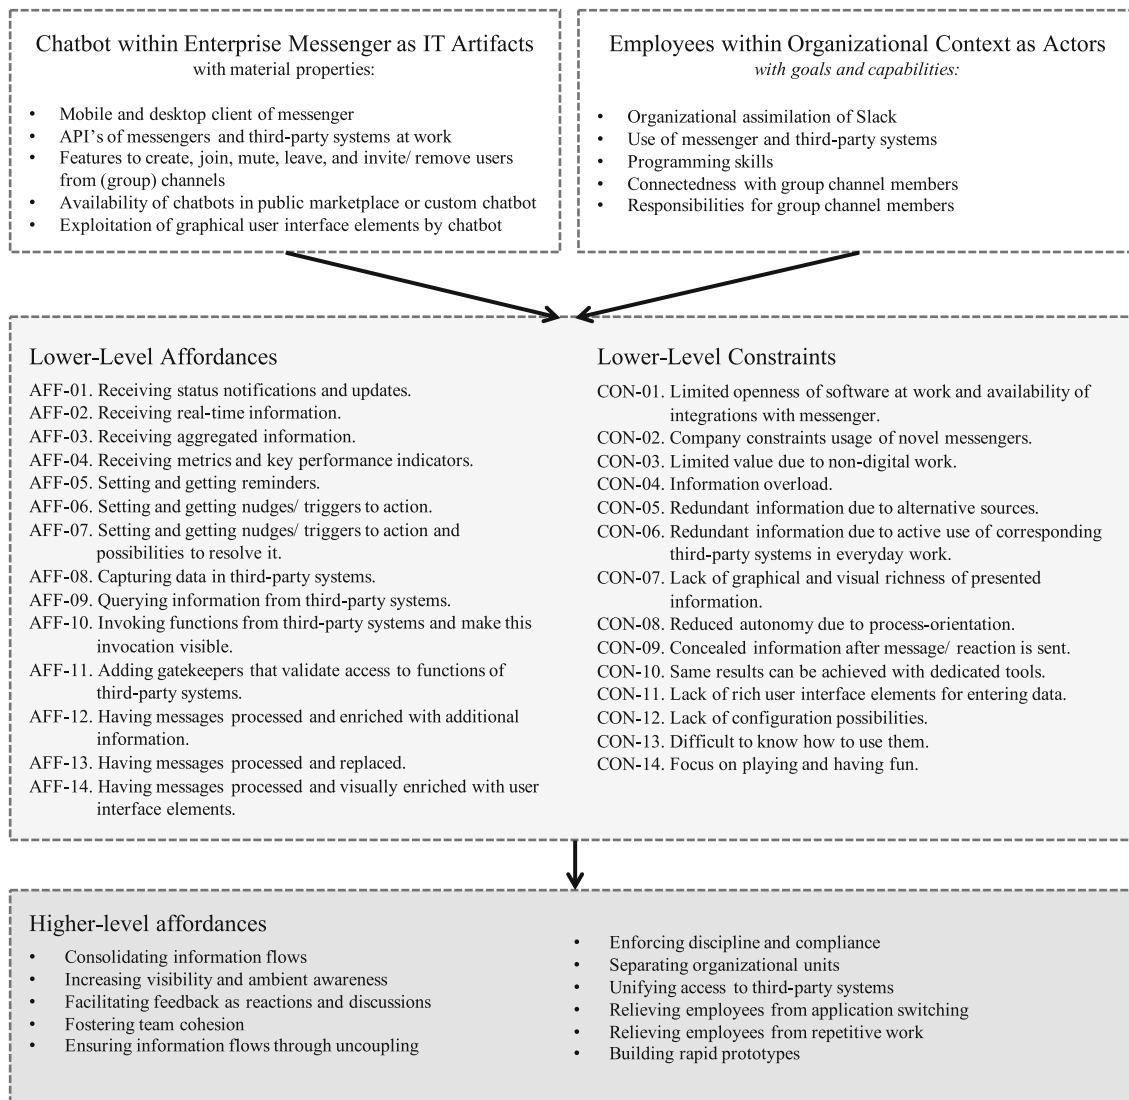 Chatbot within Enterprise Messenger as IT Artifacts
with material properties:
• Mobile and desktop client of messenger
• API's of messengers and third-party systems at work
• Features to create, join, mute, leave, and invite/ remove users
from (group) channels
• Availability of chatbots in public marketplace or custom chatbot
• Exploitation of graphical user interface elements by chatbot
Employees within Organizational Context as Actors
with goals and capabilities:
• Organizational assimilation of Slack
• Use of messenger and third-party systems
• Programming skills
• Connectedness with group channel members
• Responsibilities for group channel members
Lower-Level Affordances
AFF-01. Receiving status notifications and updates.
AFF-02. Receiving real-time information.
AFF-03. Receiving aggregated information.
AFF-04. Receiving metrics and key performance indicators.
AFF-05. Setting and getting reminders.
AFF-06. Setting and getting nudges/ triggers to action.
AFF-07. Setting and getting nudges/ triggers to action and
possibilities to resolve it.
AFF-08. Capturing data in third-party systems.
AFF-09. Querying information from third-party systems.
AFF-10. Invoking functions from third-party systems and make this
invocation visible.
AFF-11. Adding gatekeepers that validate access to functions of
third-party systems.
AFF-12. Having messages processed and enriched with additional
information.
AFF-13. Having messages processed and replaced.
AFF-14. Having messages processed and visually enriched with user
interface elements.
Lower-Level Constraints
CON-01. Limited openness of software at work and availability of
integrations with messenger.
CON-02. Company constraints usage of novel messengers.
CON-03. Limited value due to non-digital work.
CON-04. Information overload.
CON-05. Redundant information due to alternative sources.
CON-06. Redundant information due to active use of corresponding
third-party systems in everyday work.
CON-07. Lack of graphical and visual richness of presented
information.
CON-08. Reduced autonomy due to process-orientation.
CON-09. Concealed information after message/ reaction is sent.
CON-10. Same results can be achieved with dedicated tools.
CON-11. Lack of rich user interface elements for entering data.
CON-12. Lack of configuration possibilities.
CON-13. Difficult to know how to use them.
CON-14. Focus on playing and having fun.
Higher-level affordances
• Consolidating information flows
• Increasing visibility and ambient awareness
• Facilitating feedback as reactions and discussions
• Fostering team cohesion
• Ensuring information flows through uncoupling
• Enforcing discipline and compliance
• Separating organizational units
• Unifying access to third-party systems
• Relieving employees from application switching
• Relieving employees from repetitive work
• Building rapid prototypes